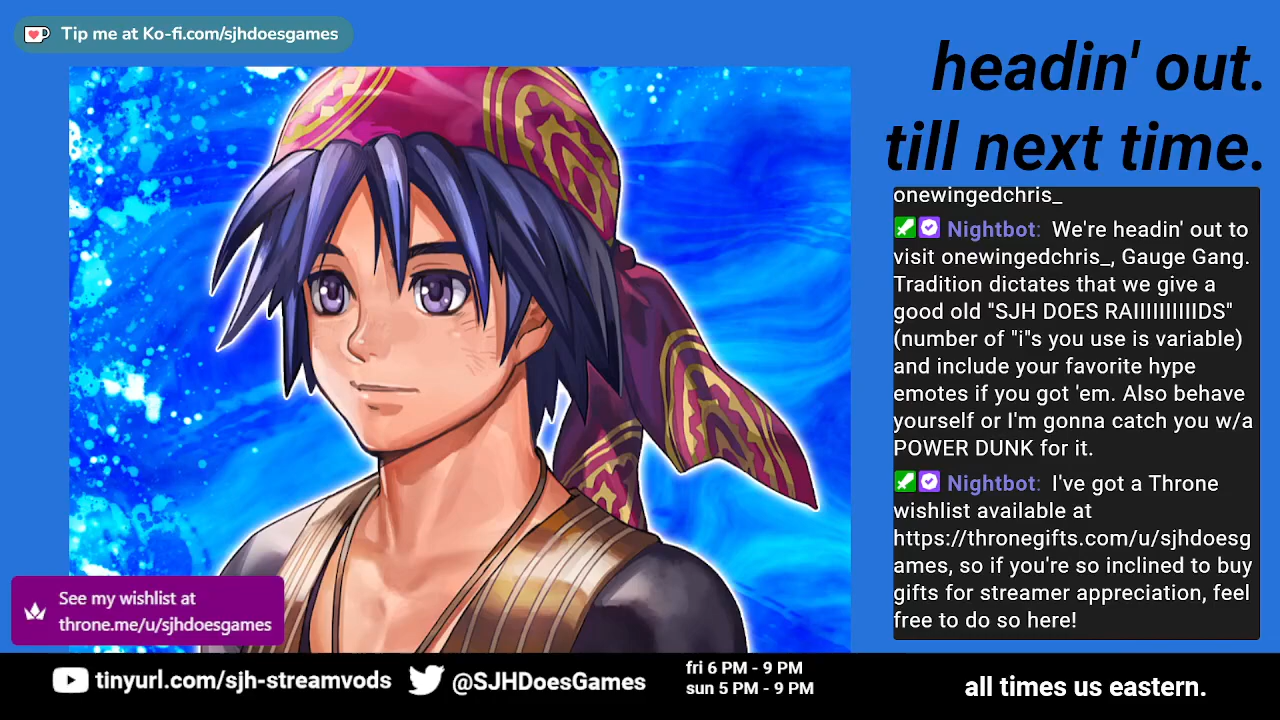 Tip me at Ko-fi.com/sjhdoesgames
headin' out.
till next time.
onewingedchris_
Nightbot: We're headin' out to
visit onewingedchris_, Gauge Gang.
Tradition dictates that we give a
good old "SJH DOES RAIIIIIIIIIIDS"
(number of "i"s you use is variable)
and include your favorite hype
emotes if you got 'em. Also behave
yourself or I'm gonna catch you w/a
POWER DUNK for it.
Nightbot: I've got a Throne
wishlist available at
https://thronegifts.com/u/sjhdoesg
ames, so if you're so inclined to buy
gifts for streamer appreciation, feel
free to do so here!
See my wishlist at
throne.me/u/sjhdoesgames
tinyurl.com/sjh-streamvods
@SJHDoesGames
fri 6 PM - 9 PM
sun 5 PM - 9 PM
all times us eastern.